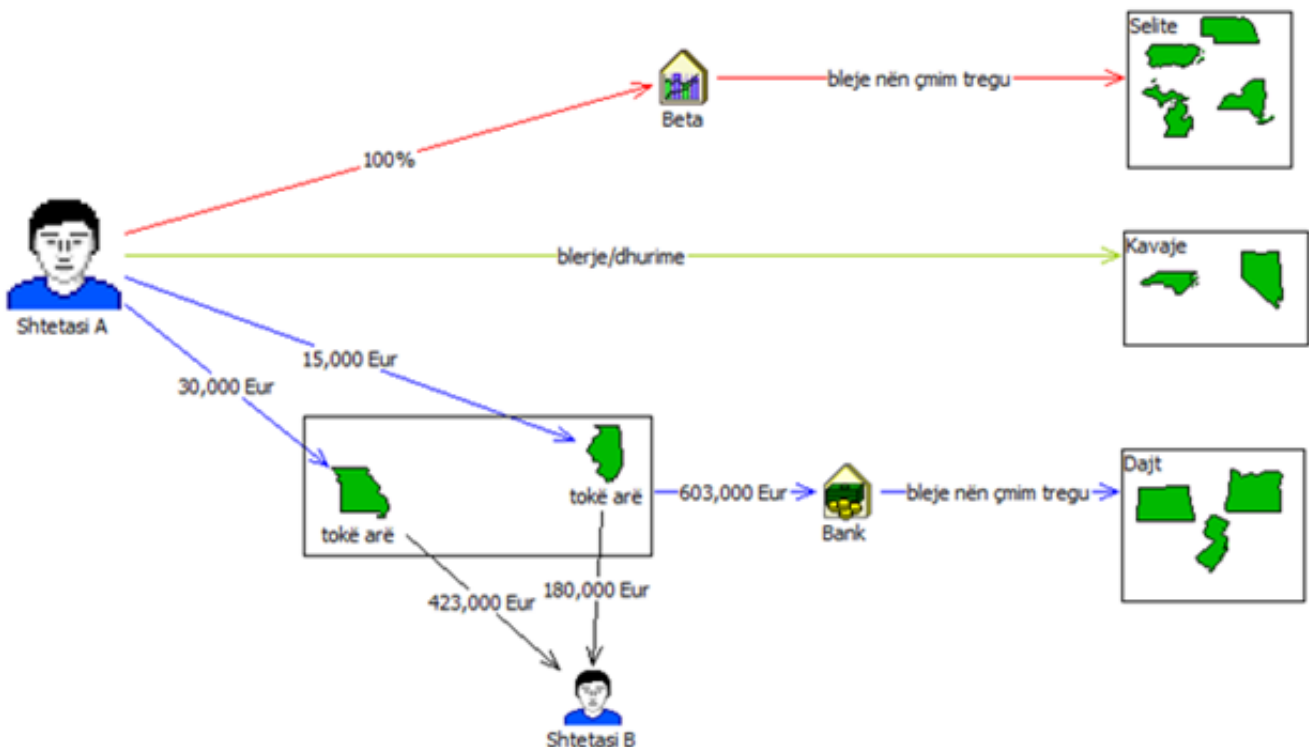 Selite
bleje nën çmim tregu
Beta
100%
Kavaje
blerje/dhurime
Shtetasi A
15,000 Eur
30,000 Eur
Dajt
tokë arë
603,000 Eur
bleje nën çmim tregu
tokë arë
Bank
180,000 Eur
423,000 Eur
Shtetasi B